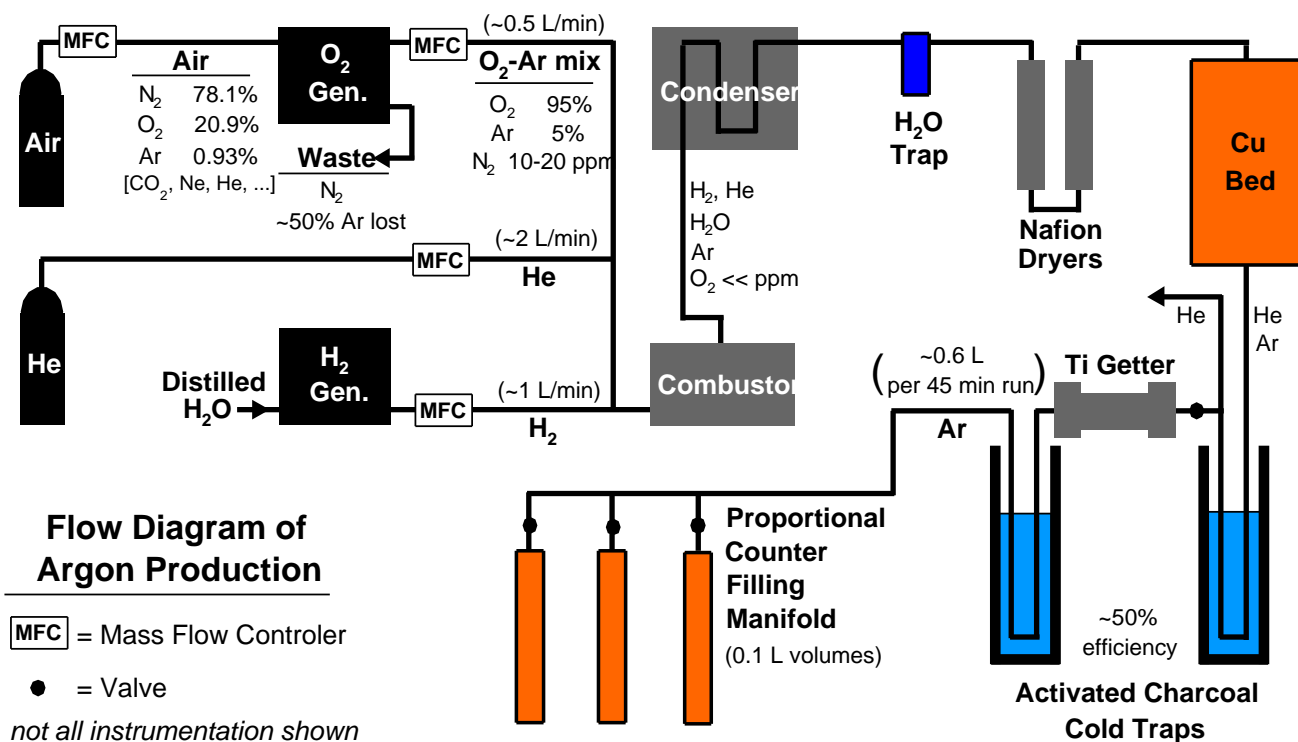 MFC
O₂
Gen.
MFC
(~0.5 L/min)
Air
N₂ 78.1%
O₂ 20.9%
Ar 0.93%
[CO₂, Ne, He, ...]
Air
Waste
N₂
~50% Ar lost
O₂-Ar mix
O₂ 95%
Ar 5%
N₂ 10-20 ppm
Condenser
H₂O
Trap
Nafion
Dryers
Cu
Bed
H₂, He
H₂O
Ar
O₂ << ppm
(~2 L/min)
MFC
He
He
Distilled
H₂O
H₂
Gen.
MFC
(~1 L/min)
H₂
Combustor
He
He
Ar
(~0.6 L
per 45 min run)
Ar
Ti Getter
Proportional
Counter
Filling
Manifold
(0.1 L volumes)
~50%
efficiency
Activated Charcoal
Cold Traps
Flow Diagram of
Argon Production
MFC = Mass Flow Controler
= Valve
not all instrumentation shown